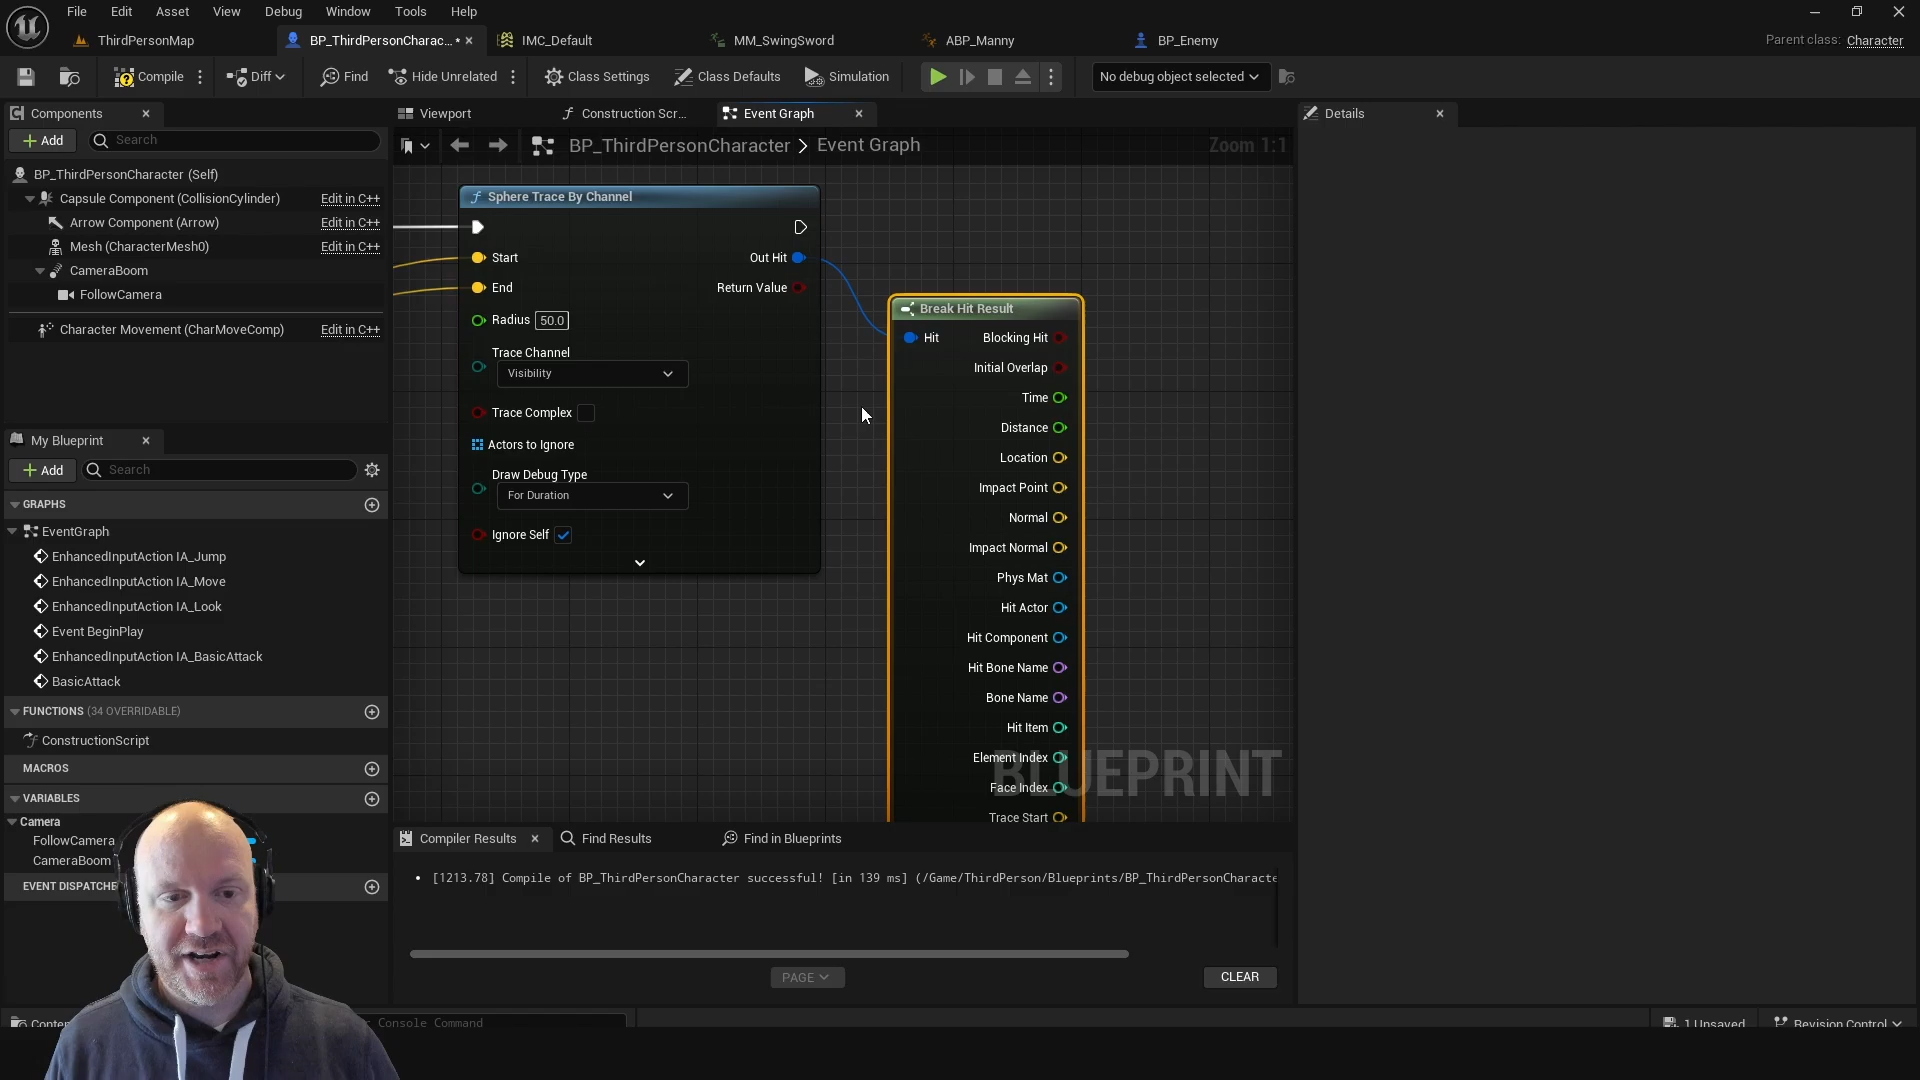 File Edit Asset View Debug Window Tools Help
ThirdPersonMap
BP_ThirdPersonCharac... *
IMC_Default
MM_SwingSword
ABP_Manny
BP_Enemy
Parent class: Character
Compile
Diff
Find
Hide Unrelated
Class Settings
Class Defaults
Simulation
No debug object selected
Components
Viewport
Construction Scr...
Event Graph
Details
+ Add
Search
BP_ThirdPersonCharacter > Event Graph
Zoom 1:1
BP_ThirdPersonCharacter (Self)
Capsule Component (CollisionCylinder) Edit in C++
Arrow Component (Arrow) Edit in C++
Mesh (CharacterMesh0) Edit in C++
CameraBoom
FollowCamera
Character Movement (CharMoveComp) Edit in C++
My Blueprint
+ Add
Search
GRAPHS
EventGraph
EnhancedInputAction IA_Jump
EnhancedInputAction IA_Move
EnhancedInputAction IA_Look
Event BeginPlay
EnhancedInputAction IA_BasicAttack
BasicAttack
FUNCTIONS (34 OVERRIDABLE)
ConstructionScript
MACROS
VARIABLES
Camera
FollowCamera
CameraBoom
EVENT DISPATCHE
Sphere Trace By Channel
Start
Out Hit
End
Return Value
Radius 50.0
Trace Channel
Visibility
Trace Complex
Actors to Ignore
Draw Debug Type
For Duration
Ignore Self
Break Hit Result
Hit
Blocking Hit
Initial Overlap
Time
Distance
Location
Impact Point
Normal
Impact Normal
Phys Mat
Hit Actor
Hit Component
Hit Bone Name
Bone Name
Hit Item
Element Index
Face Index
Trace Start
BLUEPRINT
Compiler Results
Find Results
Find in Blueprints
[1213.78] Compile of BP_ThirdPersonCharacter successful! [in 139 ms] (/Game/ThirdPerson/Blueprints/BP_ThirdPersonCharacte
PAGE
CLEAR
Conten
r Console Command
1 Unsaved
Revision Control